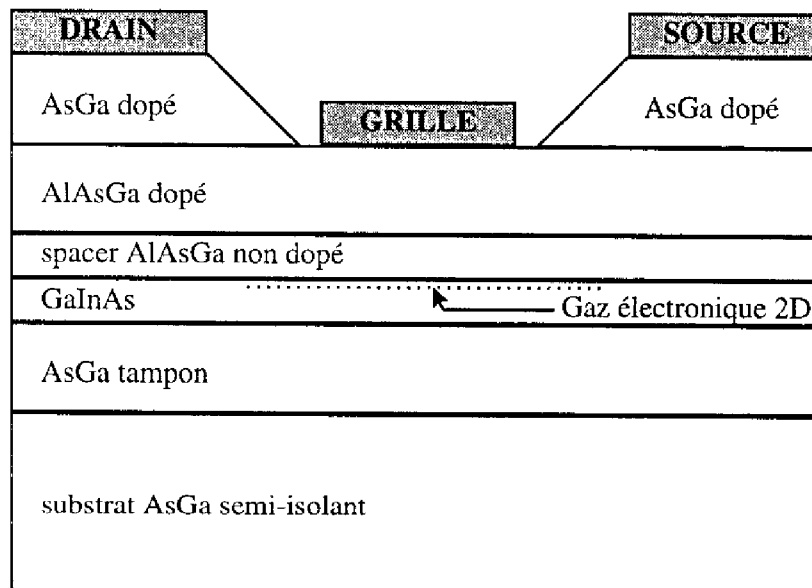 DRAIN
SOURCE
AsGa dopé
GRILLE
AsGa dopé
AlAsGa dopé
spacer AlAsGa non dopé
GaInAs
Gaz électronique 2D
AsGa tampon
substrat AsGa semi-isolant